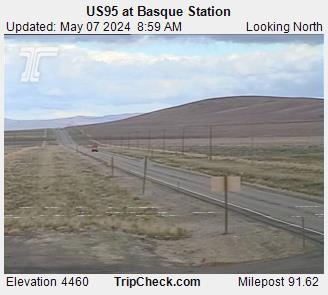 US95 at Basque Station
Updated: May 07 2024 8:59 AM Looking North
Elevation 4460 TripCheck.com Milepost 91.62